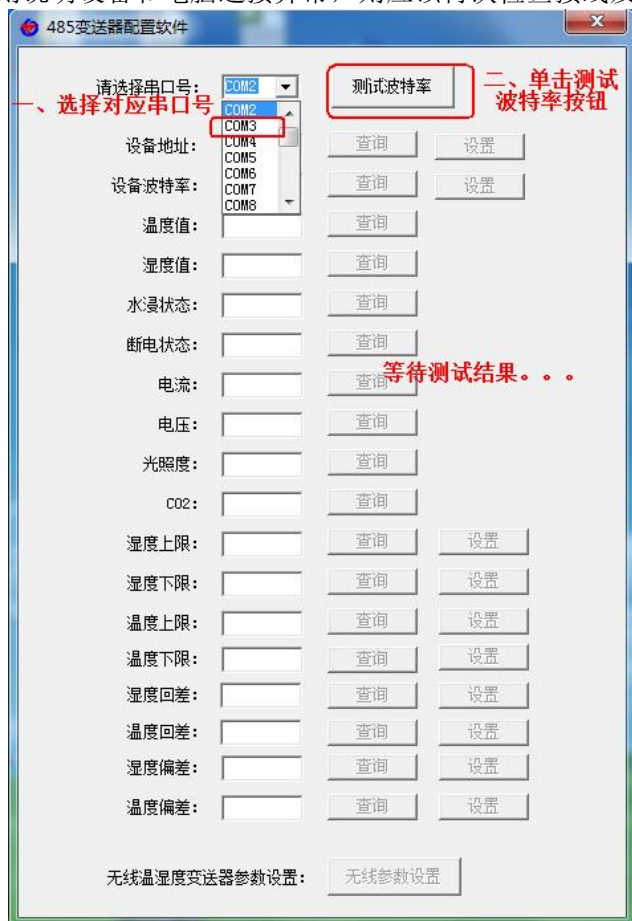 485变送器配置软件
请选择串口号： COM2 测试波特率
一、选择对应串口号
二、单击测试
波特率按钮
COM2
COM3
COM4
COM5
COM6
COM7
COM8
设备地址： 查询 设置
设备波特率： 查询 设置
温度值： 查询
湿度值： 查询
水浸状态： 查询
断电状态： 查询
等待测试结果。。。
电流： 查询
电压： 查询
光照度： 查询
CO2： 查询
湿度上限： 查询 设置
湿度下限： 查询 设置
温度上限： 查询 设置
温度下限： 查询 设置
湿度回差： 查询 设置
温度回差： 查询 设置
湿度偏差： 查询 设置
温度偏差： 查询 设置
无线温湿度变送器参数设置： 无线参数设置